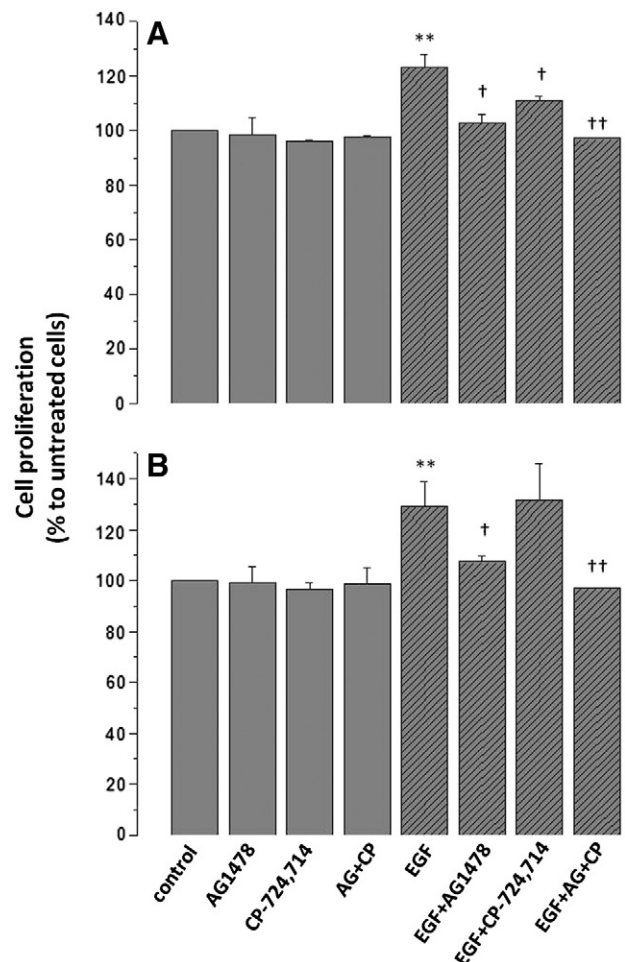 Cell proliferation
(% to untreated cells)
A
140
120
100
80
60
40
20
0
**
†
†
††
B
140
120
100
80
60
40
20
0
**
†
††
control
AG1478
CP-724,714
AG+CP
EGF
EGF+AG1478
EGF+CP-724,714
EGF+AG+CP